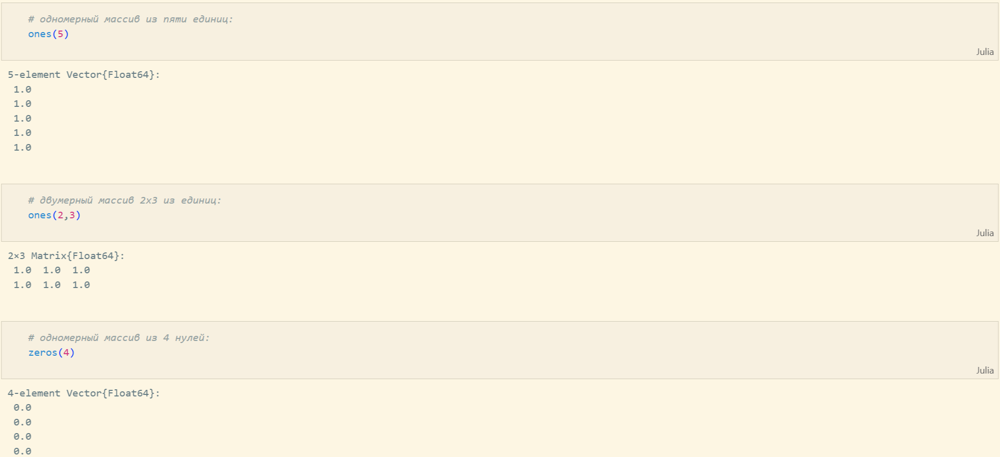 # одномерный массив из пяти единиц:
ones(5)
Julia
5-element Vector{Float64}:
1.0
1.0
1.0
1.0
1.0
# двумерный массив 2x3 из единиц:
ones(2,3)
Julia
2×3 Matrix{Float64}:
1.0  1.0  1.0
1.0  1.0  1.0
# одномерный массив из 4 нулей:
zeros(4)
Julia
4-element Vector{Float64}:
0.0
0.0
0.0
0.0